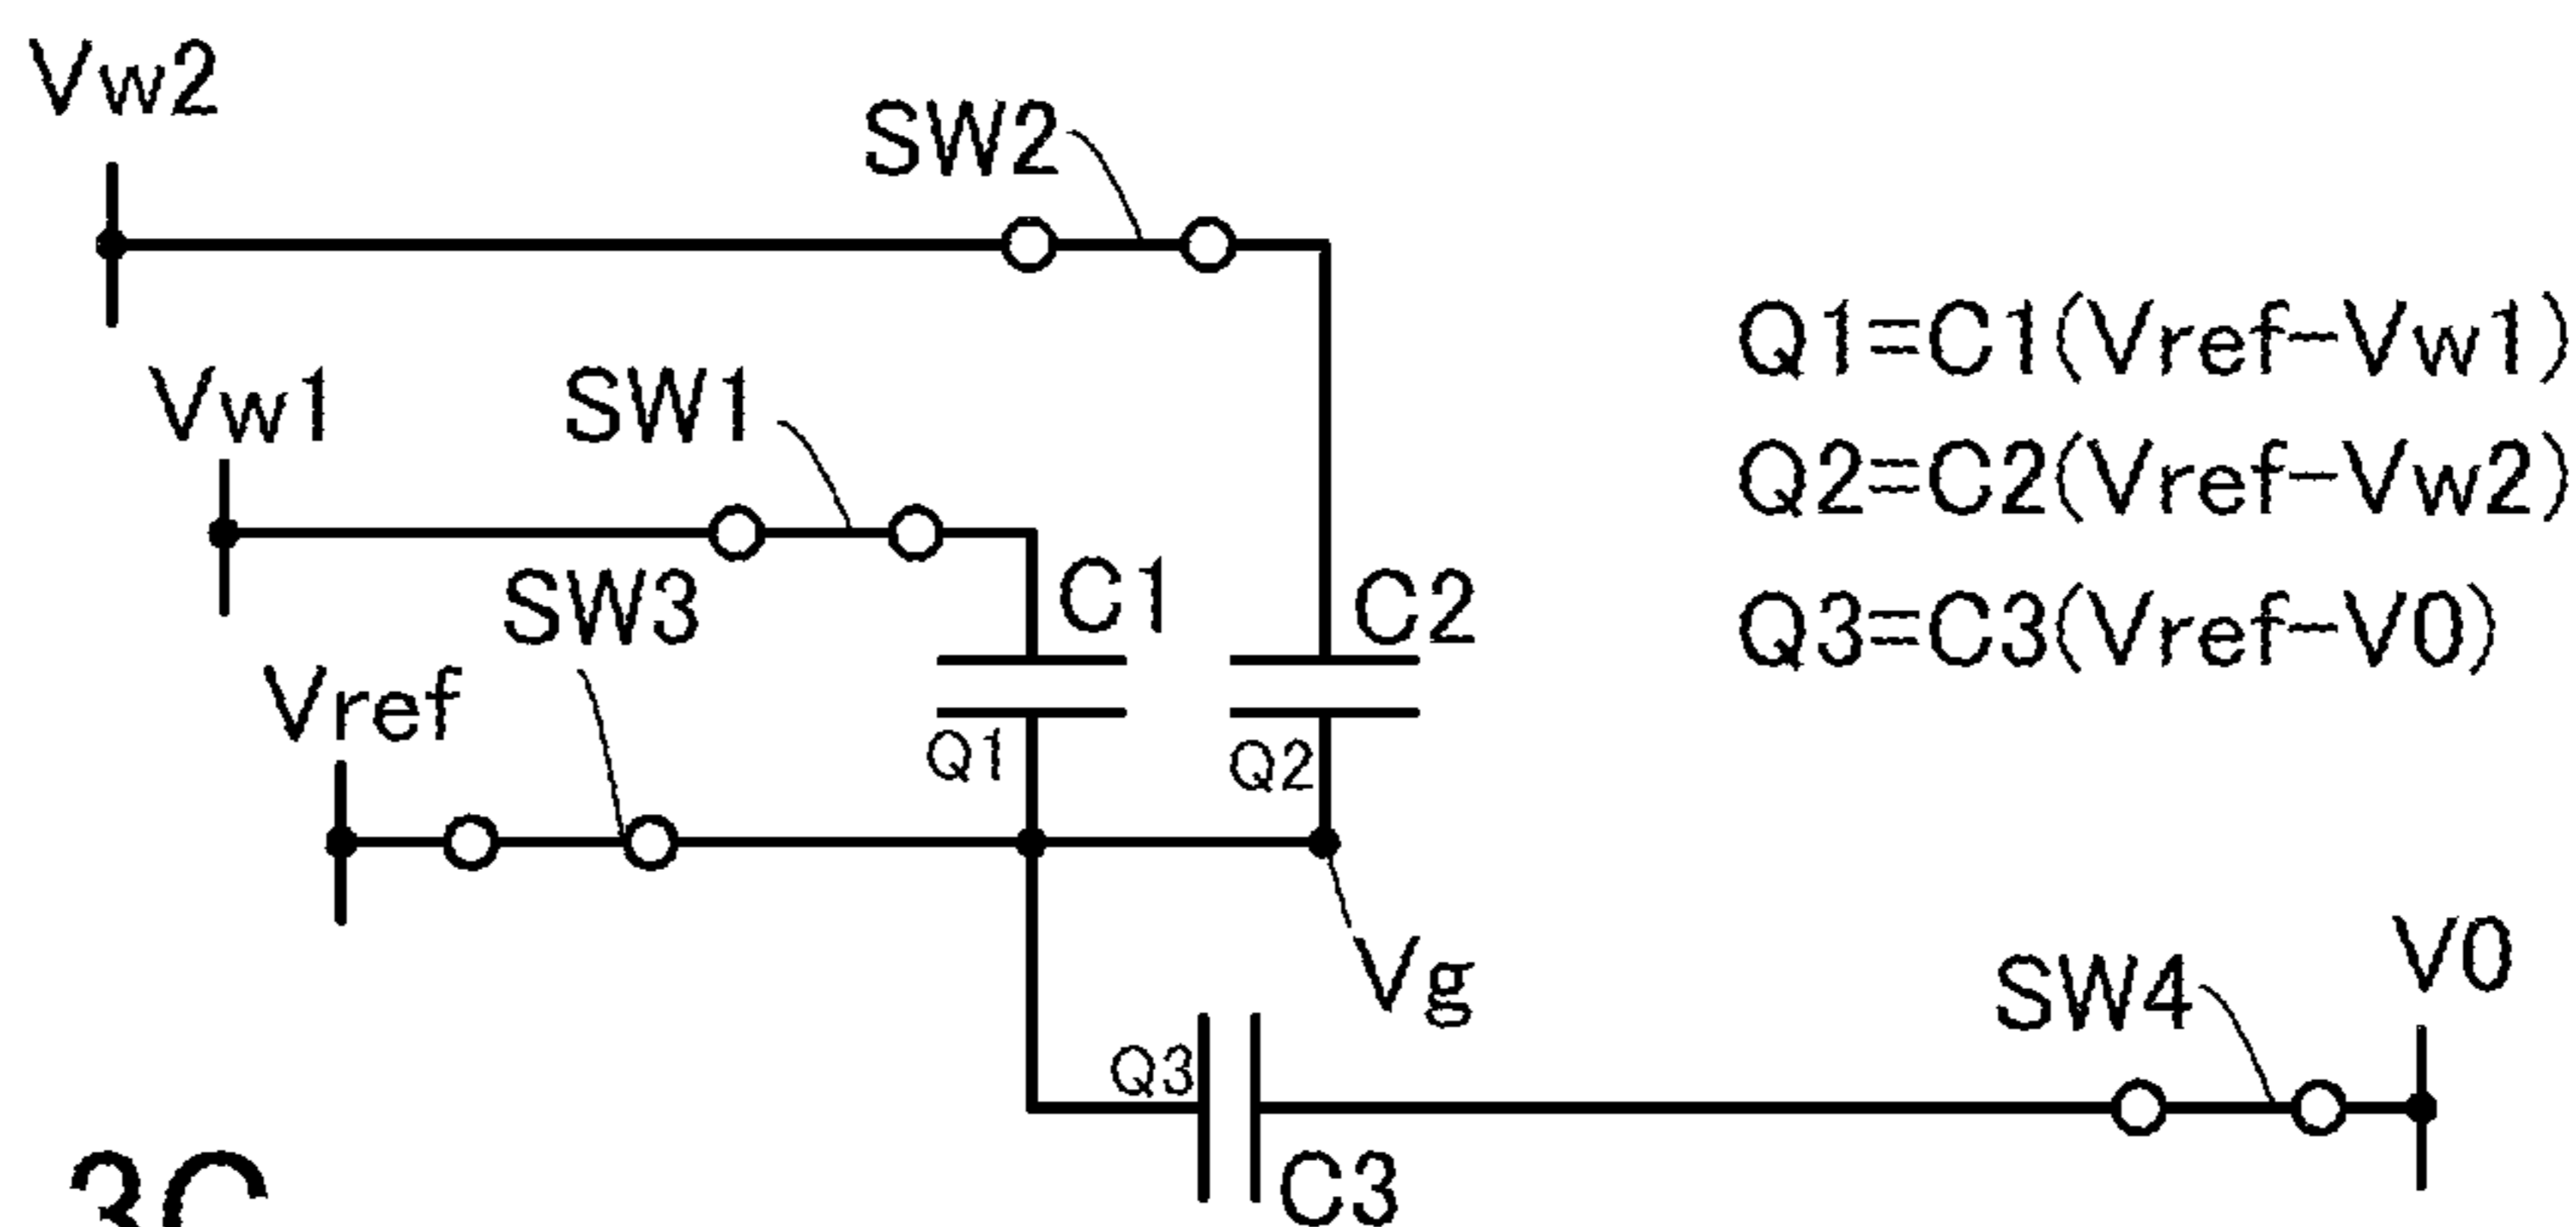 Vw2
SW2
Q1=C1(Vref-Vw1)
Vw1
SW1
Q2=C2(Vref-Vw2)
SW3
C1
C2
Q3=C3(Vref-V0)
Vref
Q1
Q2
Vg
SW4
V0
Q3
C3
3C